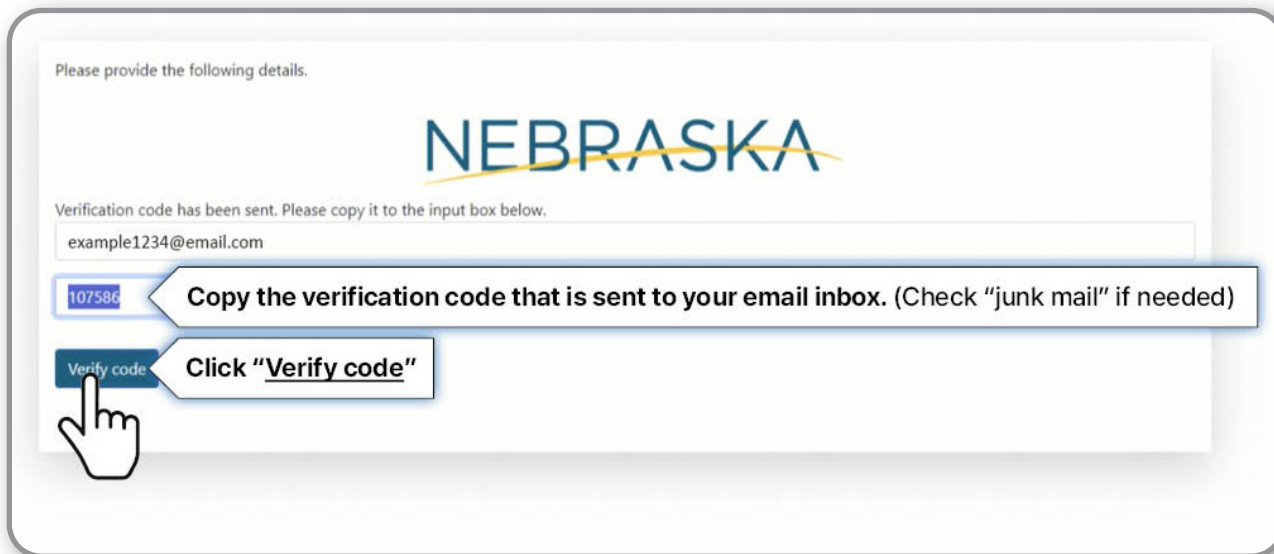 Please provide the following details.
NEBRASKA
Verification code has been sent. Please copy it to the input box below.
example1234@email.com
107586
Copy the verification code that is sent to your email inbox. (Check “junk mail” if needed)
Verify code
Click “Verify code”